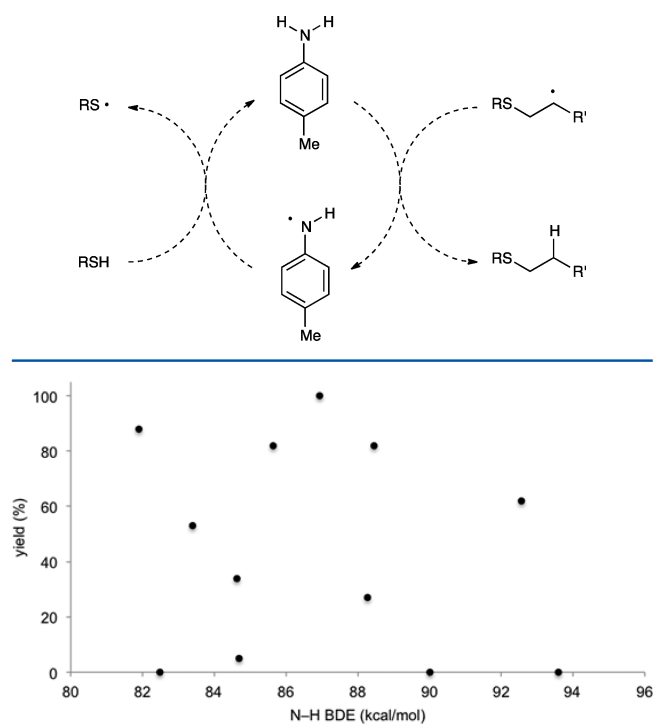 H H
N
RS •
RS • R'
Me
• H
N
H
RSH
RS R'
Me
100
80
60
40
20
0
yield (%)
80 82 84 86 88 90 92 94 96
N–H BDE (kcal/mol)